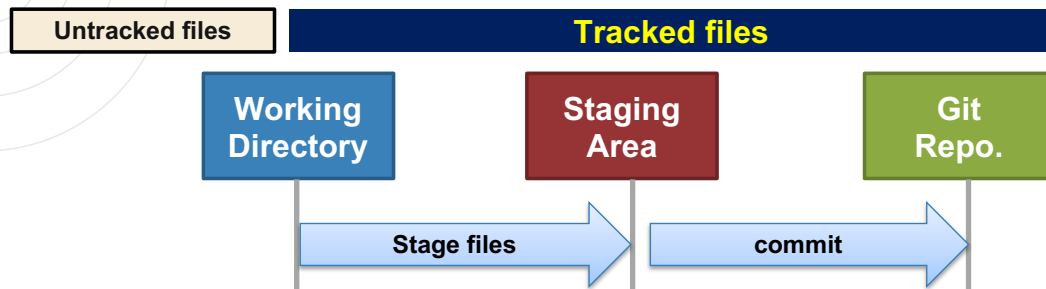 Untracked files
Tracked files
Working
Directory
Staging
Area
Git
Repo.
Stage files
commit